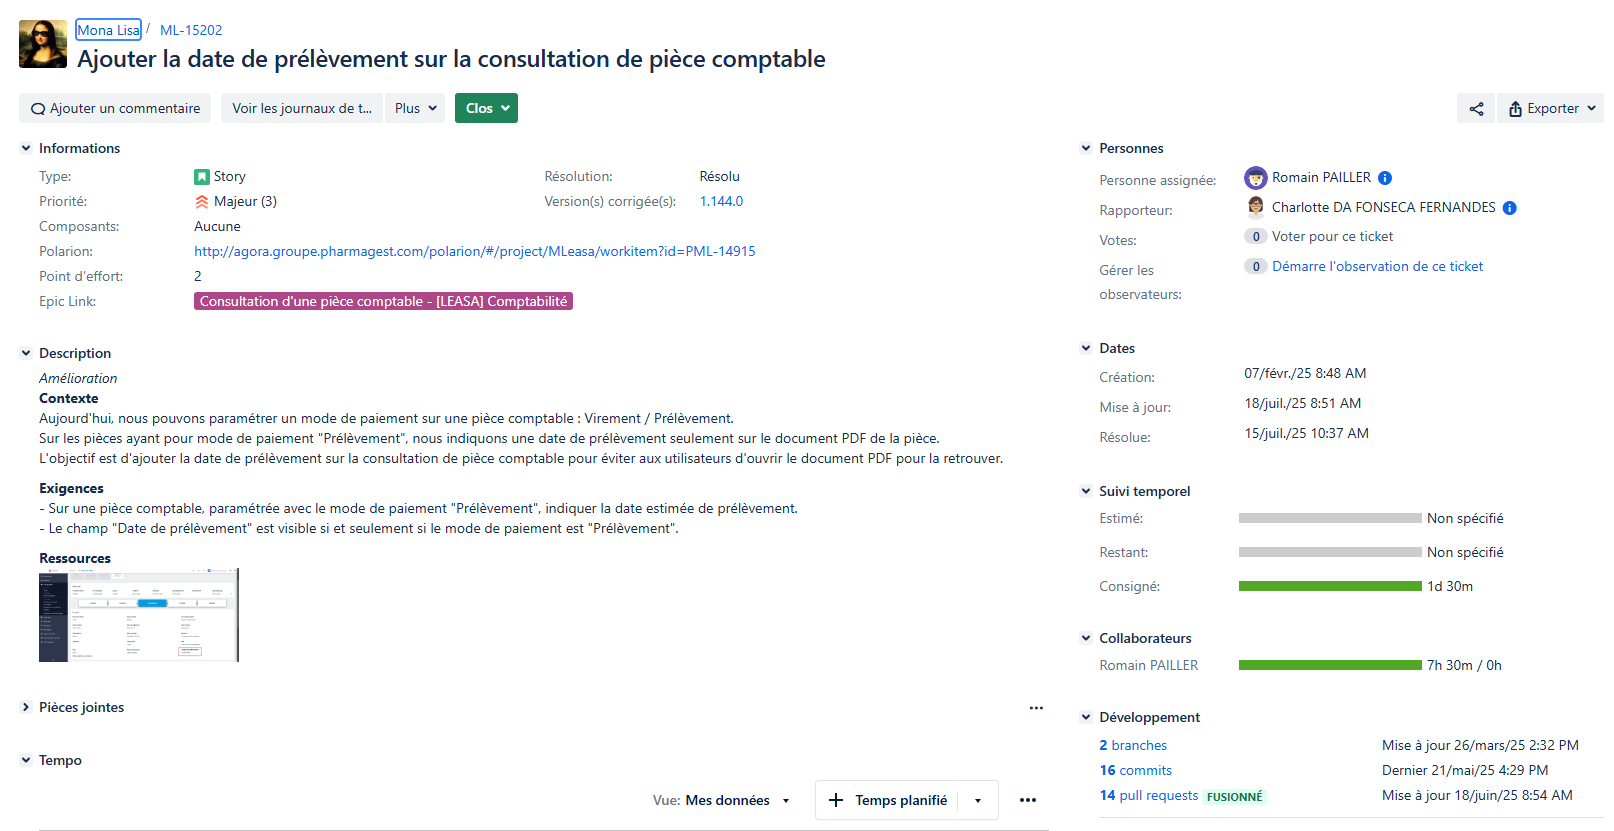 Mona Lisa / ML-15202
Ajouter la date de prélèvement sur la consultation de pièce comptable
Ajouter un commentaire
Voir les journaux de t...
Plus
Clos
Exporter
Informations
Type: Story
Résolution: Résolu
Priorité: Majeur (3)
Version(s) corrigée(s): 1.144.0
Composants: Aucune
Polarion: http://agora.groupe.pharmagest.com/polarion/#/project/MLeasa/workitem?id=PML-14915
Point d'effort: 2
Epic Link: Consultation d'une pièce comptable - [LEASA] Comptabilité
Description
Amélioration
Contexte
Aujourd'hui, nous pouvons paramétrer un mode de paiement sur une pièce comptable : Virement / Prélèvement.
Sur les pièces ayant pour mode de paiement "Prélèvement", nous indiquons une date de prélèvement seulement sur le document PDF de la pièce.
L'objectif est d'ajouter la date de prélèvement sur la consultation de pièce comptable pour éviter aux utilisateurs d'ouvrir le document PDF pour la retrouver.
Exigences
- Sur une pièce comptable, paramétrée avec le mode de paiement "Prélèvement", indiquer la date estimée de prélèvement.
- Le champ "Date de prélèvement" est visible si et seulement si le mode de paiement est "Prélèvement".
Ressources
Pièces jointes
Tempo
Vue: Mes données
Temps planifié
Personnes
Personne assignée: Romain PAILLER
Rapporteur: Charlotte DA FONSECA FERNANDES
Votes: 0 Voter pour ce ticket
Gérer les observateurs: 0 Démarre l'observation de ce ticket
Dates
Création: 07/févr./25 8:48 AM
Mise à jour: 18/juil./25 8:51 AM
Résolue: 15/juil./25 10:37 AM
Suivi temporel
Estimé: Non spécifié
Restant: Non spécifié
Consigné: 1d 30m
Collaborateurs
Romain PAILLER 7h 30m / 0h
Développement
2 branches Mise à jour 26/mars/25 2:32 PM
16 commits Dernier 21/mai/25 4:29 PM
14 pull requests FUSIONNÉ Mise à jour 18/juin/25 8:54 AM